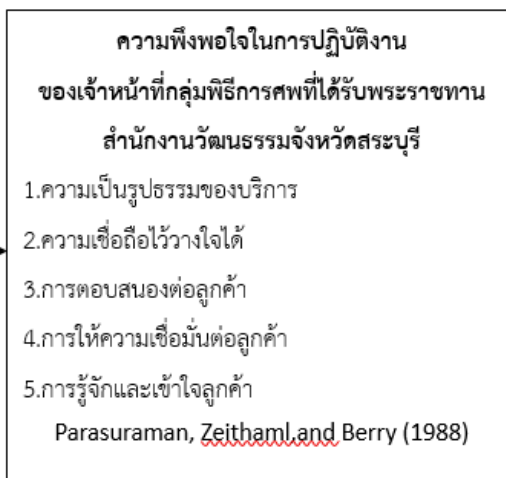 ความพึงพอใจในการปฏิบัติงาน
ของเจ้าหน้าที่กลุ่มพิธีการศพที่ได้รับพระราชทาน
สำนักงานวัฒนธรรมจังหวัดสระบุรี
1.ความเป็นรูปธรรมของบริการ
2.ความเชื่อถือไว้วางใจได้
3.การตอบสนองต่อลูกค้า
4.การให้ความเชื่อมั่นต่อลูกค้า
5.การรู้จักและเข้าใจลูกค้า
Parasuraman, Zeithaml,and Berry (1988)